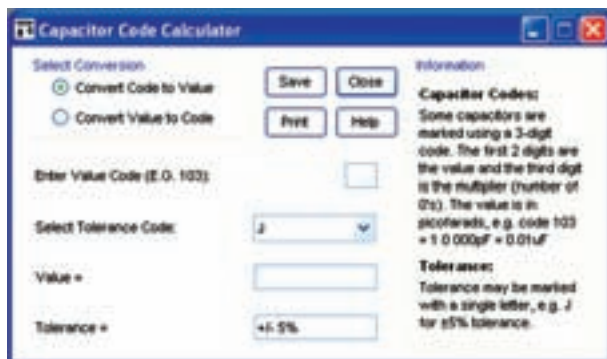 Capacitor Code Calculator
Select Conversion
Convert Code to Value
Convert Value to Code
Save
Close
Print
Help
Enter Value Code (E.G. 103):
Select Tolerance Code:
J
Value =
Tolerance =
+/- 5%
Information
Capacitor Codes:
Some capacitors are
marked using a 3-digit
code. The first 2 digits are
the value and the third digit
is the multiplier (number of
0's). The value is in
picofarads, e.g. code 103
= 1 0 000pF = 0.01uF
Tolerance:
Tolerance may be marked
with a single letter, e.g. J
for ±5% tolerance.